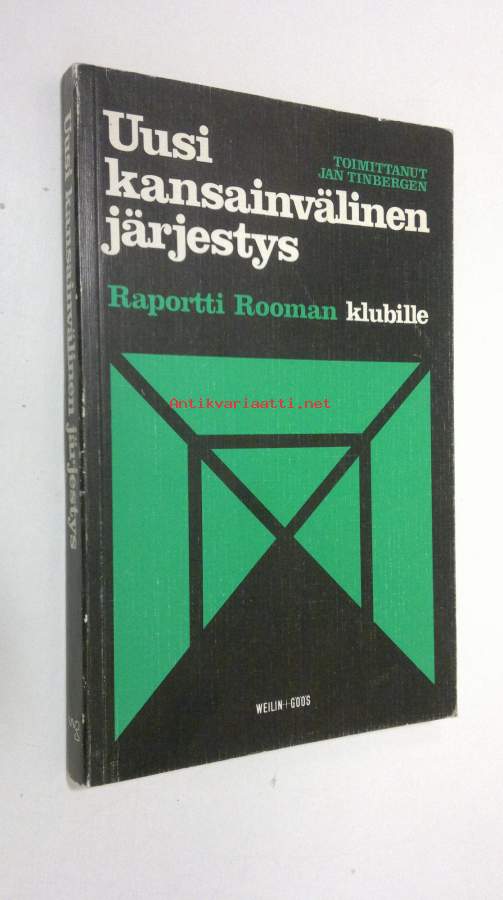 Uusi kansainvälinen järjestys
Uusi
kansainvälinen
järjestys
TOIMITTANUT
JAN TINBERGEN
Raportti Rooman klubille
Antikvariaatti.net
WEILIN+GÖÖS